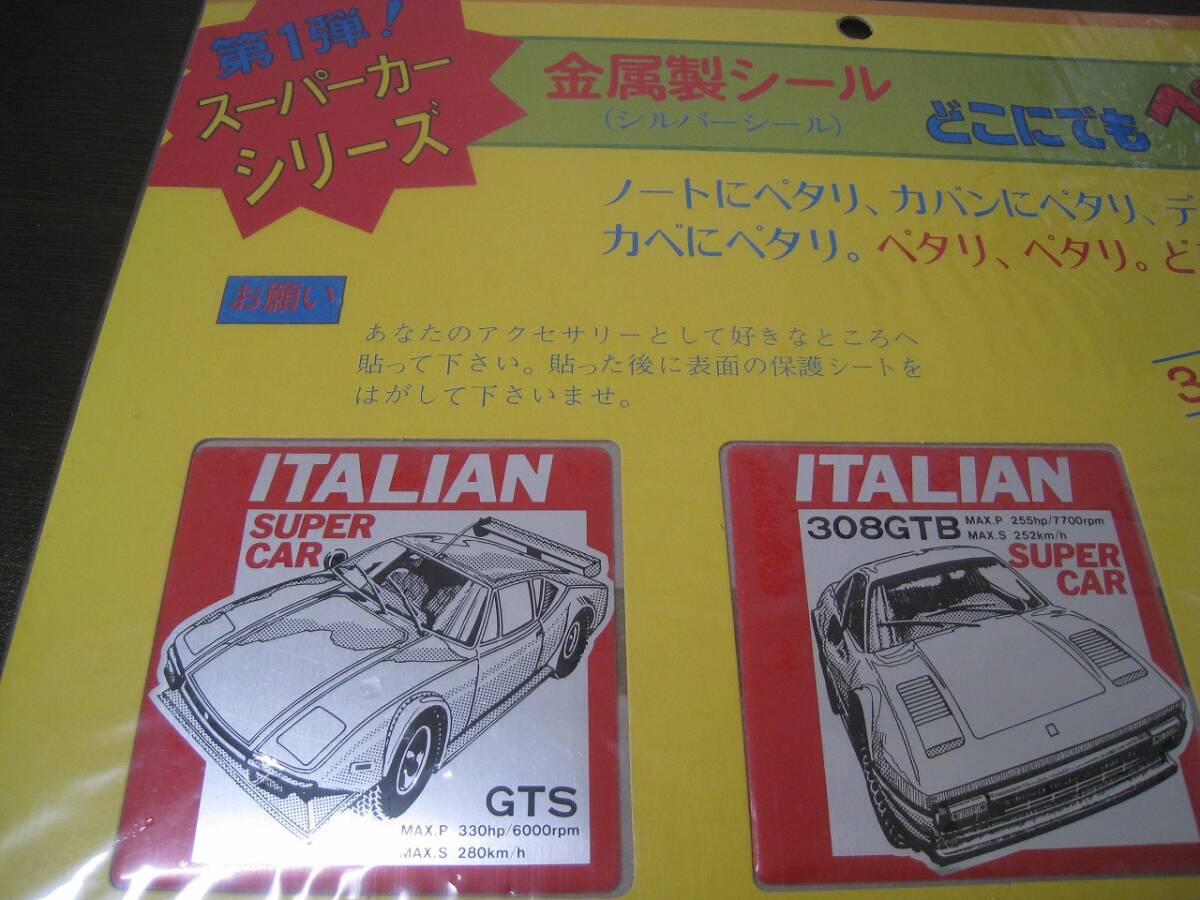 第1弾!
スーパーカー
シリーズ
金属製シール
(シルバーシール)
どこにでも
ノートにペタリ、カバンにペタリ、デ
カベにペタリ。ペタリ、ペタリ。ど
お願い
あなたのアクセサリーとして好きなところへ
貼って下さい。貼った後に表面の保護シートを
はがして下さいませ。
ITALIAN
SUPER
CAR
GTS
MAX.P 330hp/6000rpm
MAX.S 280km/h
ITALIAN
308GTB MAX.P 255hp/7700rpm
MAX.S 252km/h
SUPER
CAR